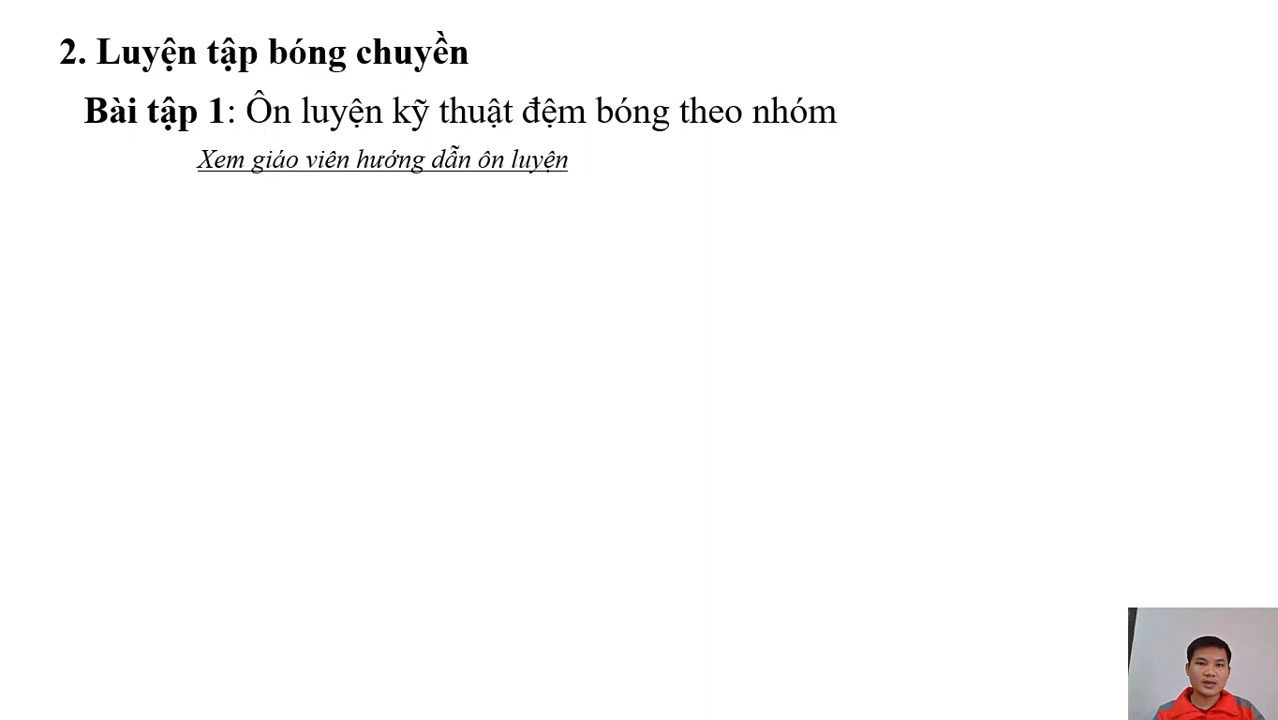 2. Luyện tập bóng chuyền
Bài tập 1: Ôn luyện kỹ thuật đệm bóng theo nhóm
Xem giáo viên hướng dẫn ôn luyện